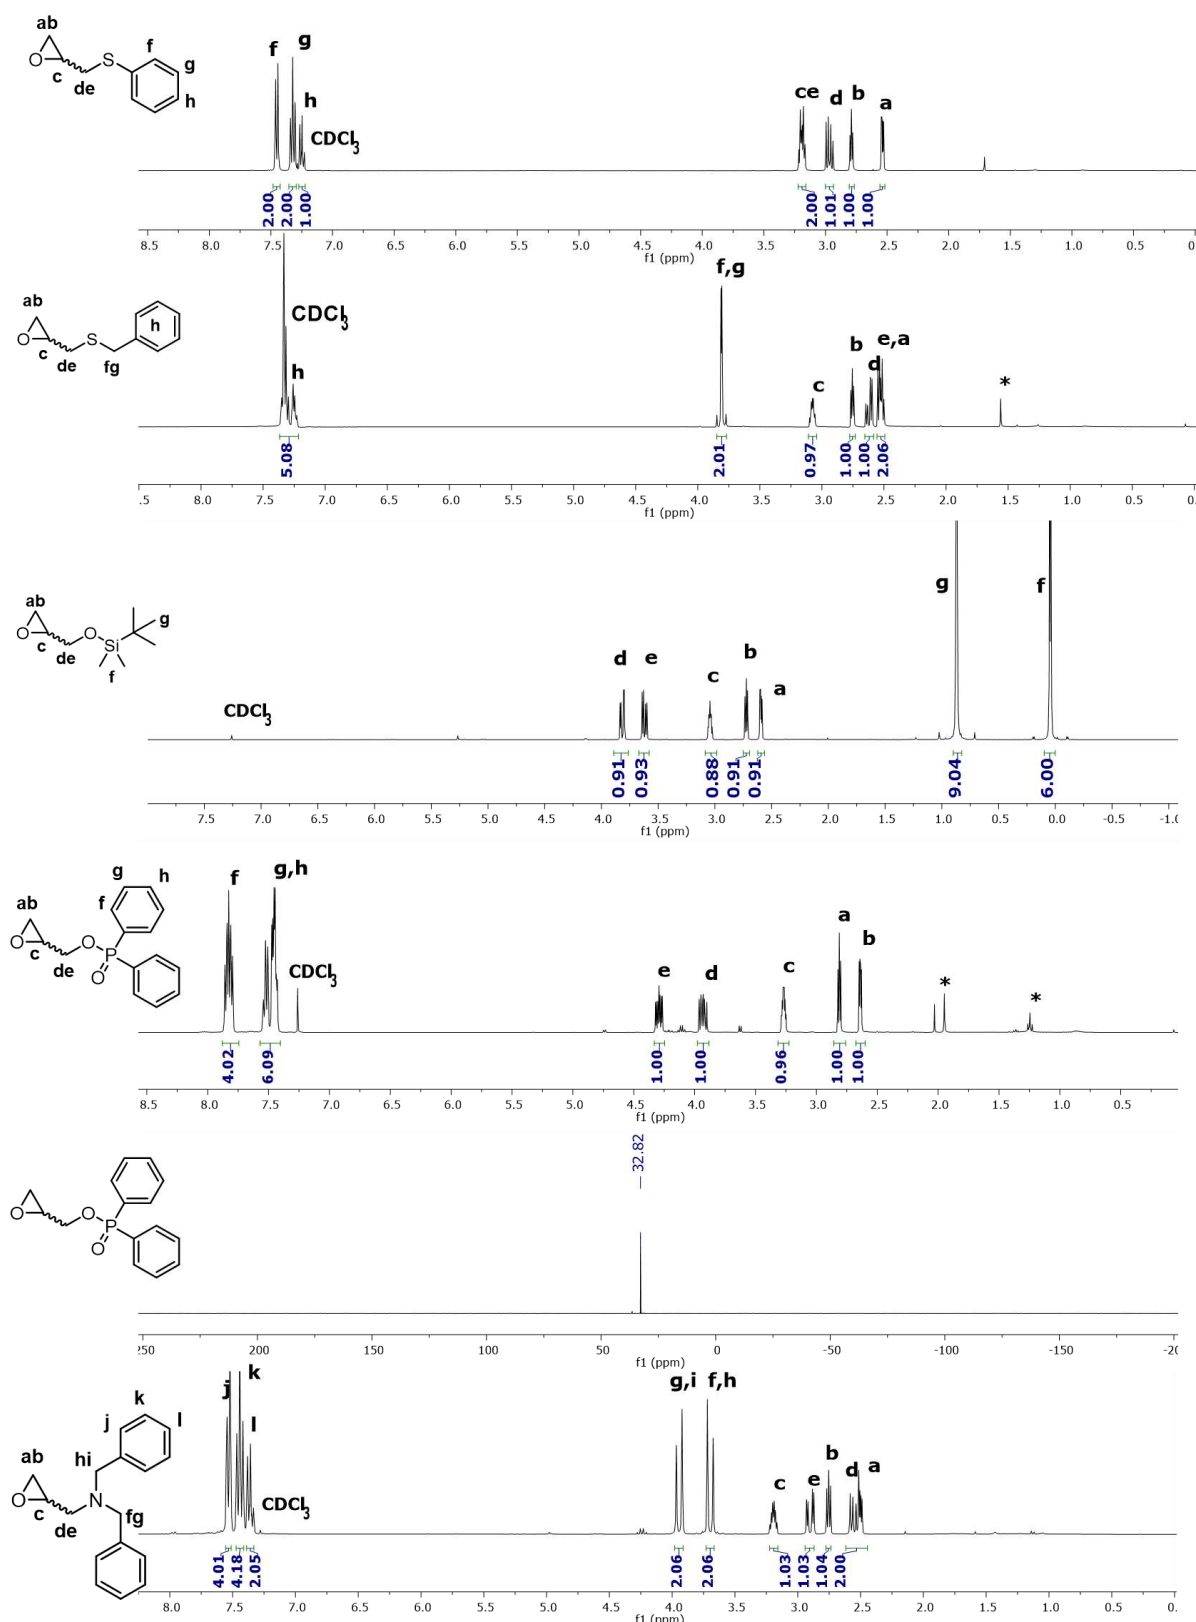 ab
O
c
de
S
f
g
h
f
g
h
CDCl3
ce
d
b
a
2.00
2.00
1.00
2.00
1.01
1.00
1.00
8.5 8.0 7.5 7.0 6.5 6.0 5.5 5.0 4.5 4.0 3.5 3.0 2.5 2.0 1.5 1.0 0.5 0
f1 (ppm)
ab
O
c
de
S
fg
h
h
CDCl3
f,g
c
b
d
e,a
*
5.08
2.01
0.97
1.00
1.00
2.06
.5 8.0 7.5 7.0 6.5 6.0 5.5 5.0 4.5 4.0 3.5 3.0 2.5 2.0 1.5 1.0 0.5 0.
f1 (ppm)
ab
O
c
de
O
Si
f
g
CDCl3
d
e
c
b
a
g
f
0.91
0.93
0.88
0.91
0.91
9.04
6.00
7.5 7.0 6.5 6.0 5.5 5.0 4.5 4.0 3.5 3.0 2.5 2.0 1.5 1.0 0.5 0.0 -0.5 -1.0
f1 (ppm)
ab
O
c
de
O
P
O
f
g
h
f
g,h
CDCl3
e
d
c
a
b
*
*
4.02
6.09
1.00
1.00
0.96
1.00
1.00
8.5 8.0 7.5 7.0 6.5 6.0 5.5 5.0 4.5 4.0 3.5 3.0 2.5 2.0 1.5 1.0 0.5
f1 (ppm)
O
O
P
O
— 32.82
250 200 150 100 50 0 -50 -100 -150 -20
f1 (ppm)
ab
O
c
de
N
hi
fg
j
k
l
j
k
l
CDCl3
g,i
f,h
c
e
b
d
a
4.01
4.18
2.05
2.06
2.06
1.03
1.03
1.04
2.00
8.0 7.5 7.0 6.5 6.0 5.5 5.0 4.5 4.0 3.5 3.0 2.5 2.0 1.5 1.0 0.5 0.
f1 (ppm)